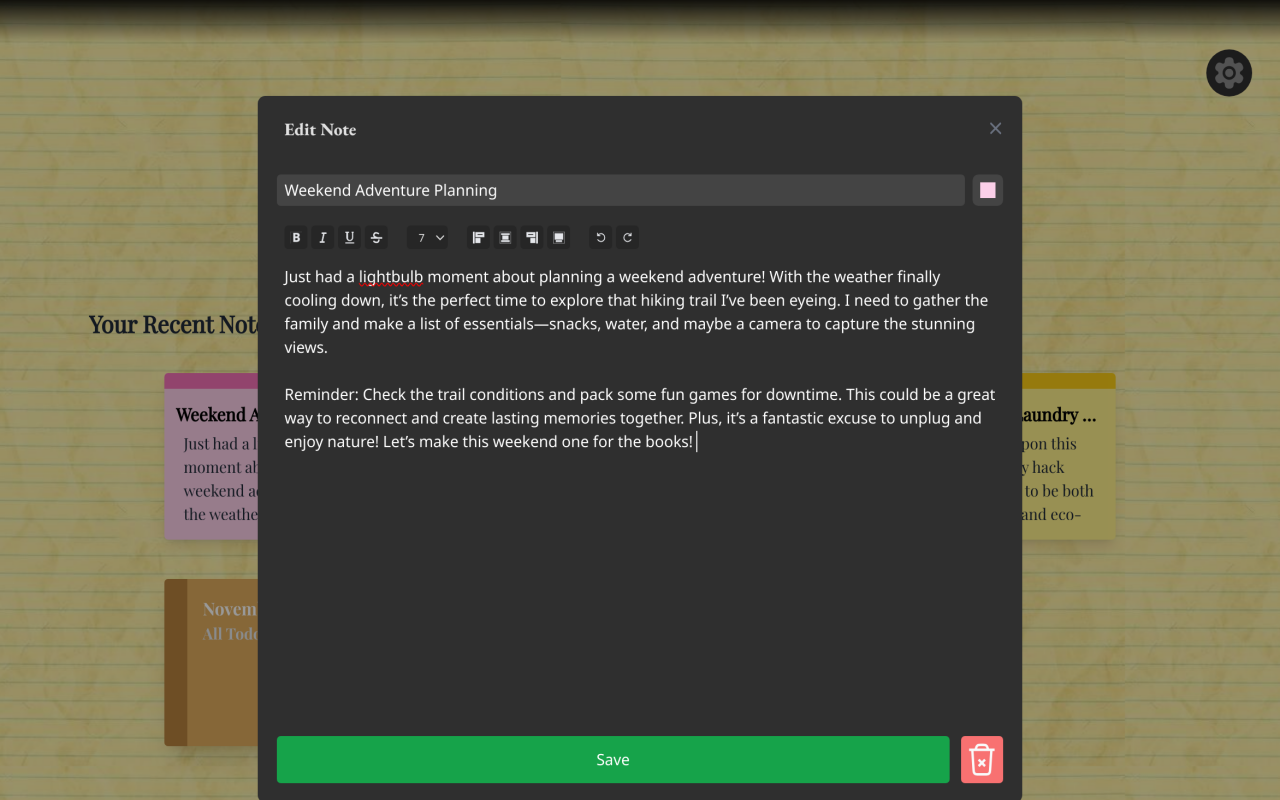 Edit Note
Weekend Adventure Planning
B I U S 7
Just had a lightbulb moment about planning a weekend adventure! With the weather finally
cooling down, it’s the perfect time to explore that hiking trail I’ve been eyeing. I need to gather the
family and make a list of essentials—snacks, water, and maybe a camera to capture the stunning
views.
Reminder: Check the trail conditions and pack some fun games for downtime. This could be a great
way to reconnect and create lasting memories together. Plus, it’s a fantastic excuse to unplug and
enjoy nature! Let’s make this weekend one for the books!
Save
Your Recent Note
Weekend A
Just had a l
moment ab
weekend a
the weathe
Laundry ...
pon this
y hack
to be both
and eco-
Novem
All Todo